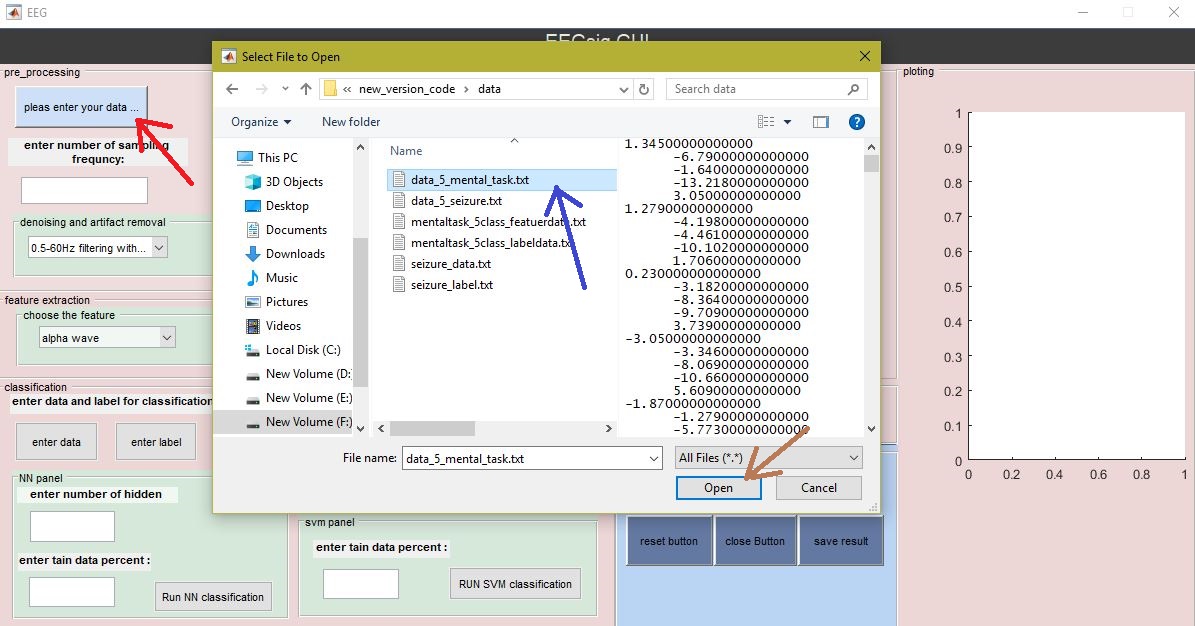 EEG
EEGsig GUI
pre_processing
pleas enter your data ...
enter number of sampling
frequncy:
denoising and artifact removal
0.5-60Hz filtering with...
feature extraction
choose the feature
alpha wave
classification
enter data and label for classification
enter data
enter label
NN panel
enter number of hidden
enter tain data percent :
Run NN classification
svm panel
enter tain data percent :
RUN SVM classification
reset button
close Button
save result
ploting
1
0.9
0.8
0.7
0.6
0.5
0.4
0.3
0.2
0.1
0
0 0.2 0.4 0.6 0.8 1
Select File to Open
« new_version_code › data
Search data
Organize
New folder
?
This PC
3D Objects
Desktop
Documents
Downloads
Music
Pictures
Videos
Local Disk (C:)
New Volume (D:
New Volume (E:)
New Volume (F:)
Name
data_5_mental_task.txt
data_5_seizure.txt
mentaltask_5class_featuerdata.txt
mentaltask_5class_labeldata.txt
seizure_data.txt
seizure_label.txt
1.34500000000000
-6.79000000000000
-1.64000000000000
-13.2180000000000
3.05000000000000
1.27900000000000
-4.19800000000000
-4.46100000000000
-10.1020000000000
1.70600000000000
0.230000000000000
-3.18200000000000
-8.36400000000000
-9.70900000000000
3.73900000000000
-3.05000000000000
-3.34600000000000
-8.06900000000000
-10.6600000000000
5.60900000000000
-1.87000000000000
-1.27900000000000
-5.77300000000000
File name:
data_5_mental_task.txt
All Files (*.*)
Open
Cancel